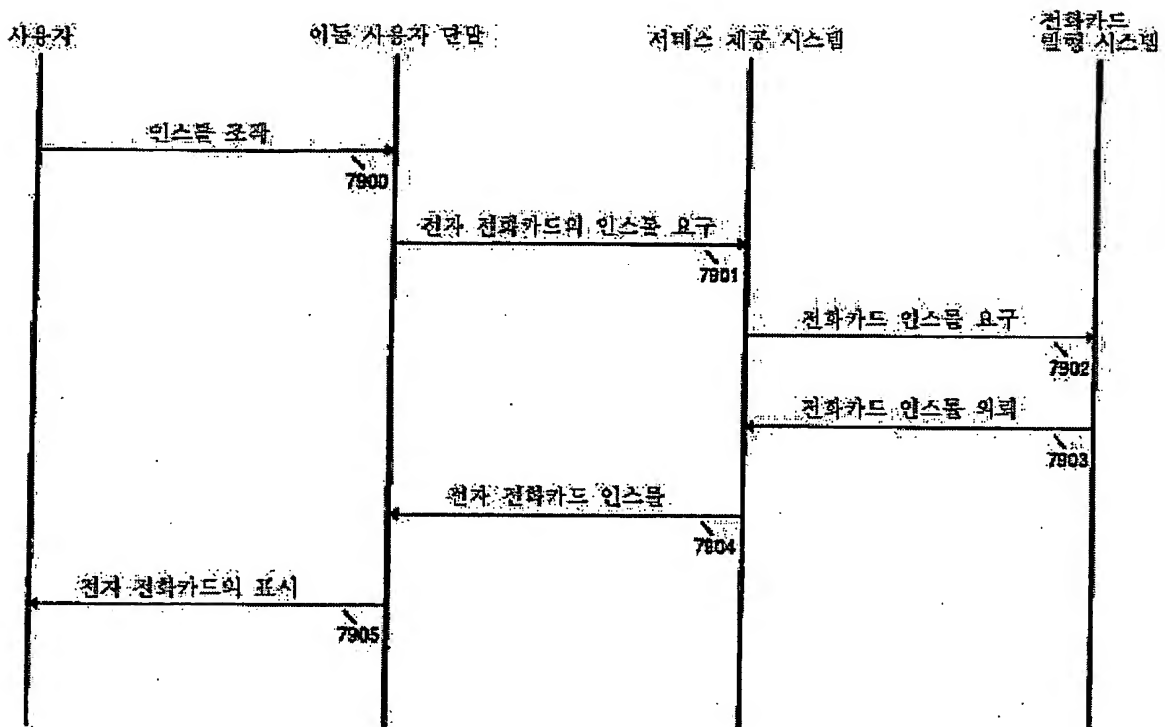 사용자
이동 사용자 단말
서비스 제공 시스템
전화카드
발행 시스템
인스톨 조작
7900
전자 전화카드의 인스톨 요구
7901
전화카드 인스톨 요구
7902
전화카드 인스톨 의뢰
7903
전자 전화카드 인스톨
7904
전자 전화카드의 표시
7905